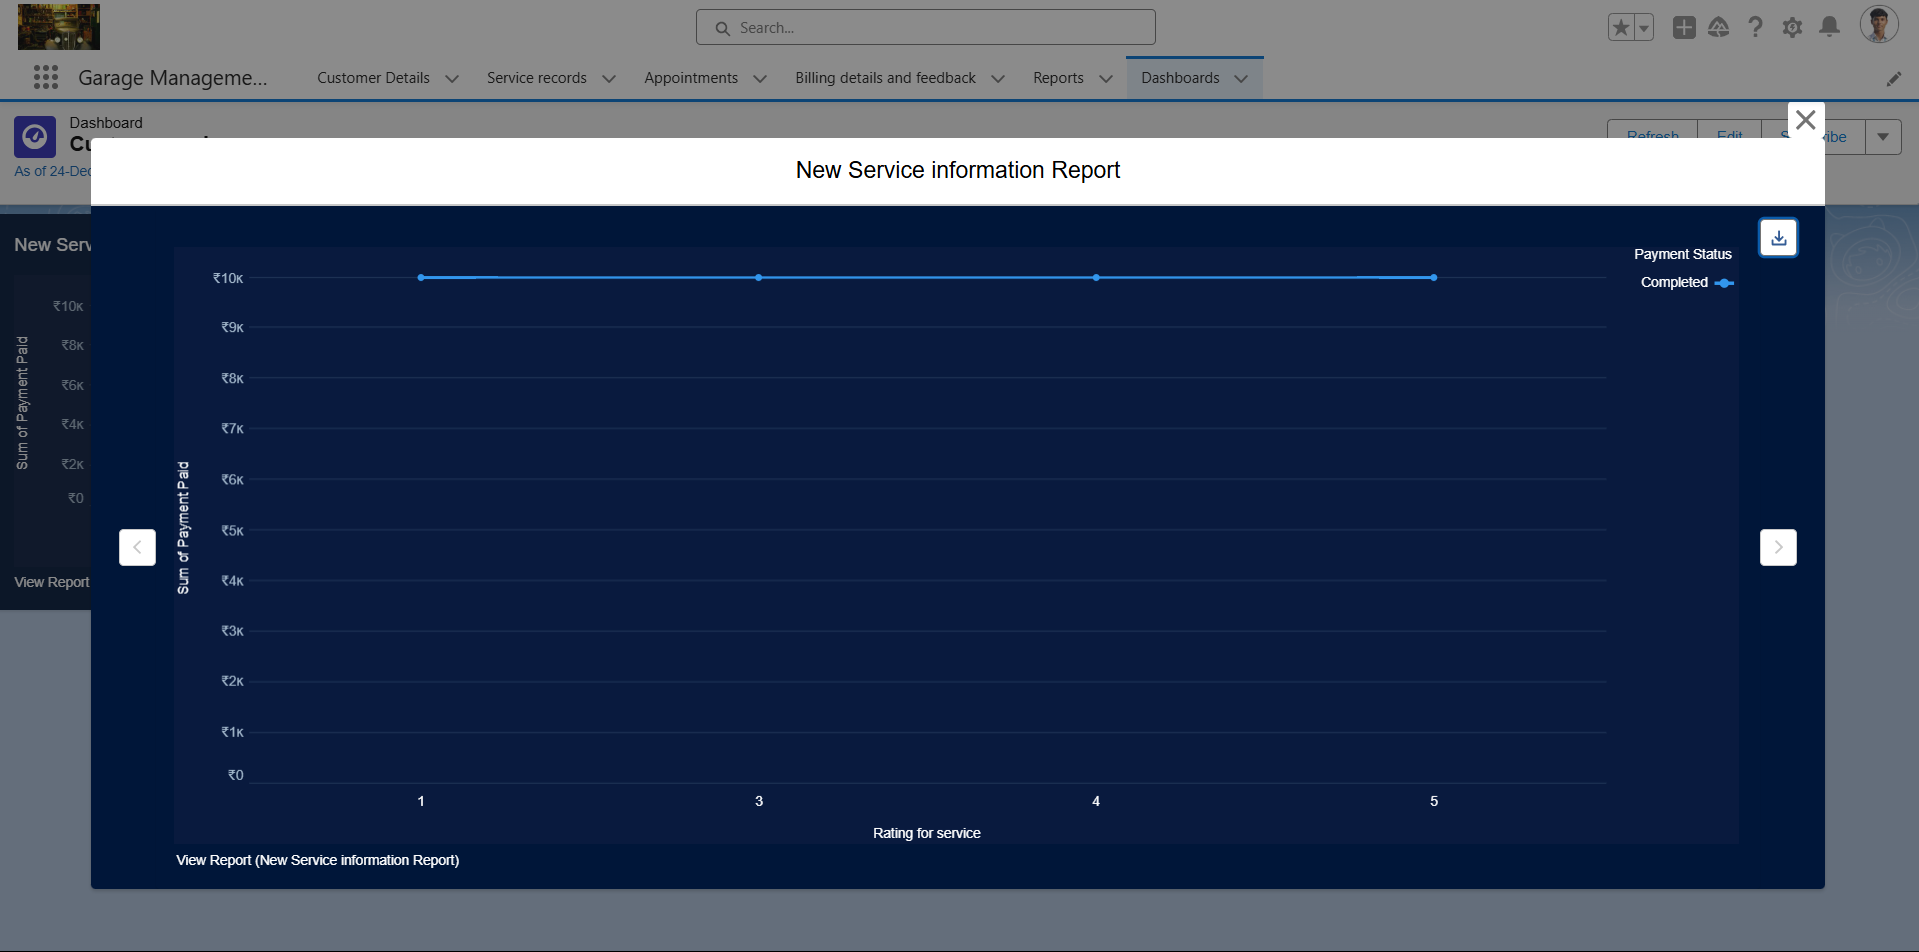 Search...
Garage Manageme...
Customer Details
Service records
Appointments
Billing details and feedback
Reports
Dashboards
Dashboard
As of 24-Dec
Refresh
Edit
New Service information Report
New Serv
Sum of Payment Paid
₹10K
₹8K
₹6K
₹4K
₹2K
₹0
View Report
Payment Status
Completed
Sum of Payment Paid
₹10K
₹9K
₹8K
₹7K
₹6K
₹5K
₹4K
₹3K
₹2K
₹1K
₹0
1 3 4 5
Rating for service
View Report (New Service information Report)